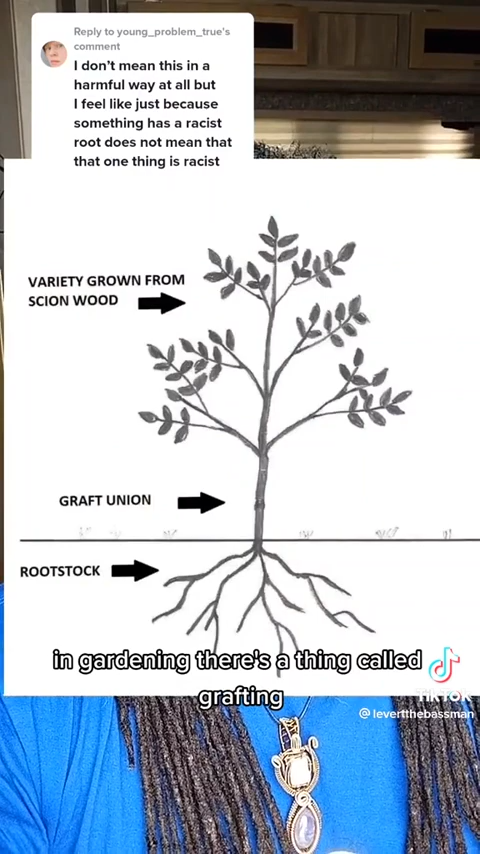 Reply to young_problem_true's
comment
I don't mean this in a
harmful way at all but
I feel like just because
something has a racist
root does not mean that
that one thing is racist
VARIETY GROWN FROM
SCION WOOD
GRAFT UNION
ROOTSTOCK
in gardening there's a thing called
grafting
TikTok
@levertthebassman